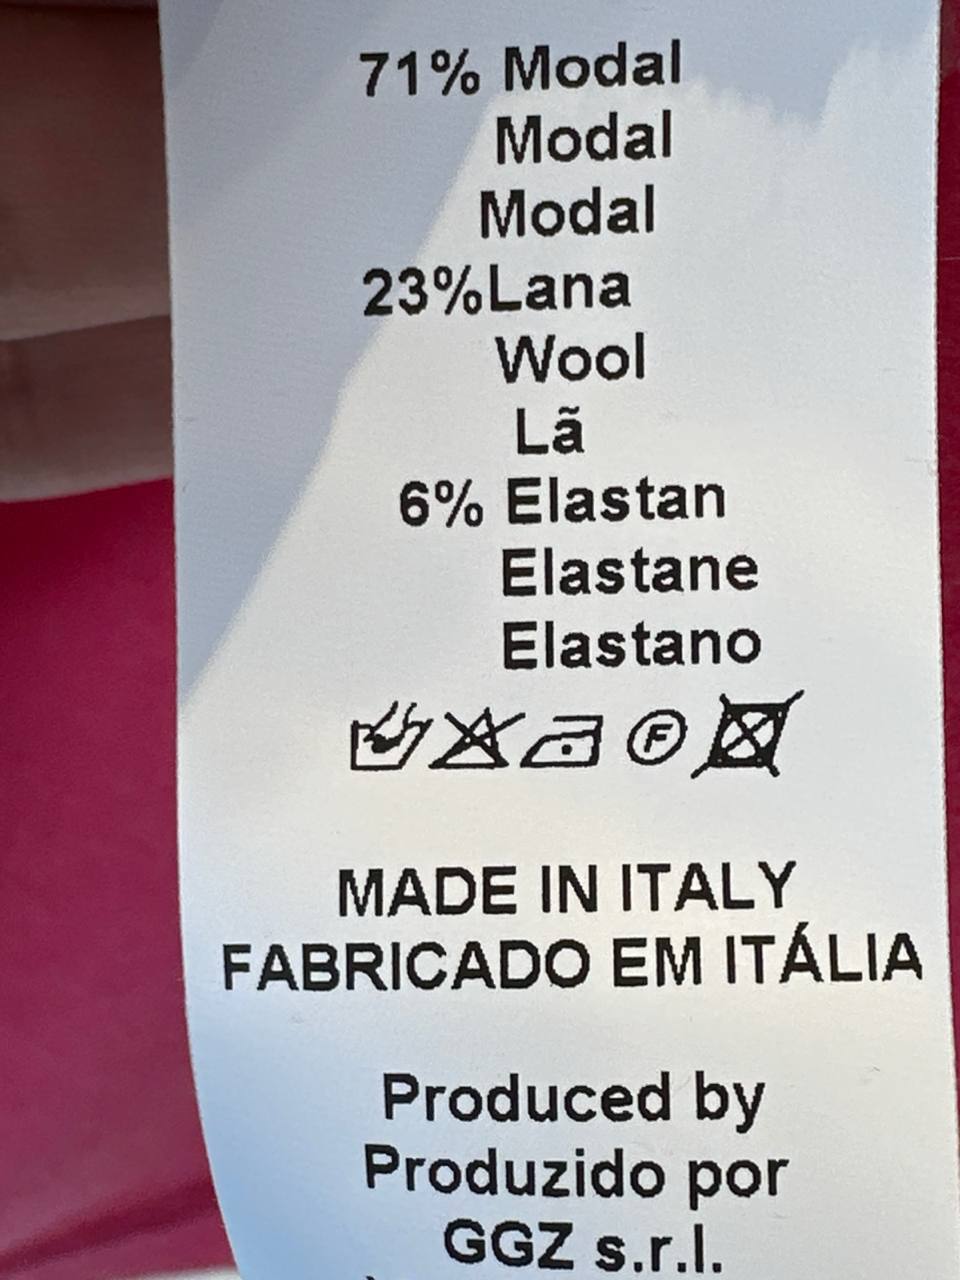 71% Modal
Modal
Modal
23%Lana
Wool
Lã
6% Elastan
Elastane
Elastano
F
MADE IN ITALY
FABRICADO EM ITÁLIA
Produced by
Produzido por
GGZ s.r.l.